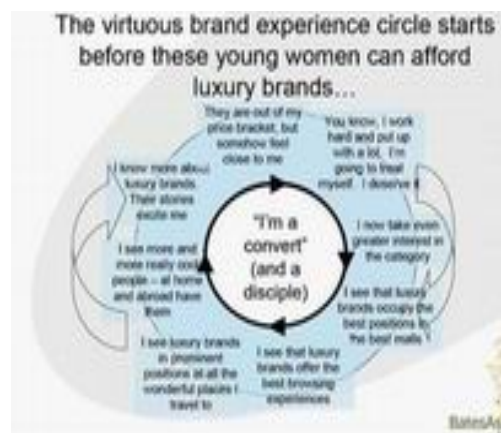 The virtuous brand experience circle starts
before these young women can afford
luxury brands...
They are out of my
price bracket, but
somehow feel
close to me
You know, I work
hard and put up
with a lot, I'm
going to treat
myself. I deserve it
I now take even
greater interest in
the category
I see that luxury
brands occupy the
best positions in
the best malls
I see that luxury
brands offer the
best browsing
experiences
I see luxury brands
in prominent
positions at all the
wonderful places I
travel to
I see more and
more really cool
people – at home
and abroad have
them
I know more about
luxury brands.
Their stories
excite me
"I'm a
convert"
(and a
disciple)